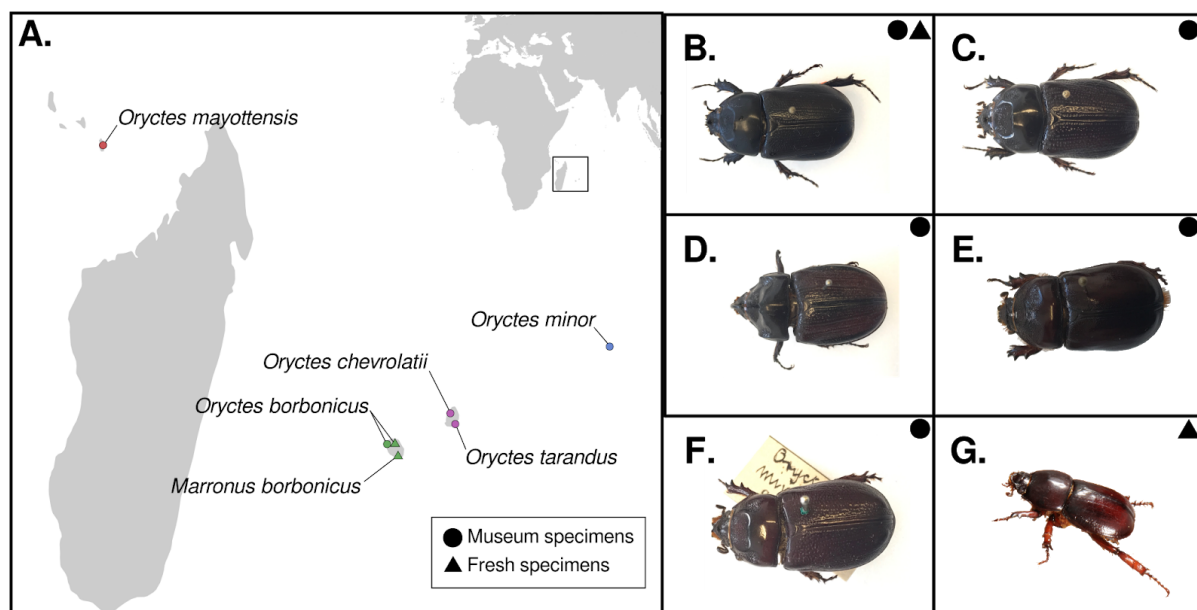 A.
Oryctes mayottensis
Oryctes minor
Oryctes chevrolatii
Oryctes borbonicus
Oryctes tarandus
Marronus borbonicus
Museum specimens
Fresh specimens
B.
C.
D.
E.
F.
G.